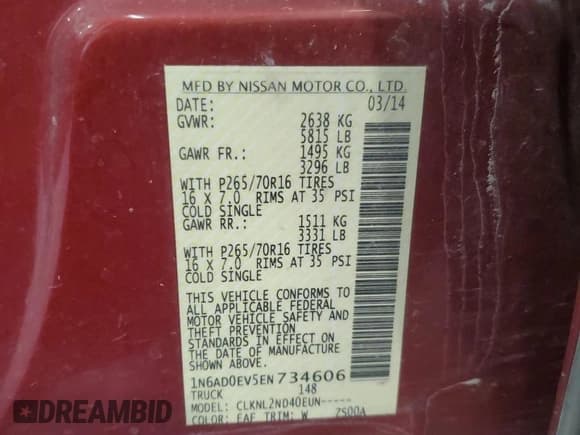 MFD BY NISSAN MOTOR CO., LTD.
DATE: 03/14
GVWR: 2638 KG
5815 LB
GAWR FR.: 1495 KG
3296 LB
WITH P265/70R16 TIRES
16 X 7.0 RIMS AT 35 PSI
COLD SINGLE
GAWR RR.: 1511 KG
3331 LB
WITH P265/70R16 TIRES
16 X 7.0 RIMS AT 35 PSI
COLD SINGLE
THIS VEHICLE CONFORMS TO
ALL APPLICABLE FEDERAL
MOTOR VEHICLE SAFETY AND
THEFT PREVENTION
STANDARDS IN EFFECT ON
THE DATE OF MANUFACTURE
SHOWN ABOVE.
1N6AD0EV5EN734606
TRUCK 148
MODEL: CLKNL2ND40EUN-----
COLOR: EAF TRIM: W 2500A
DREAMBID